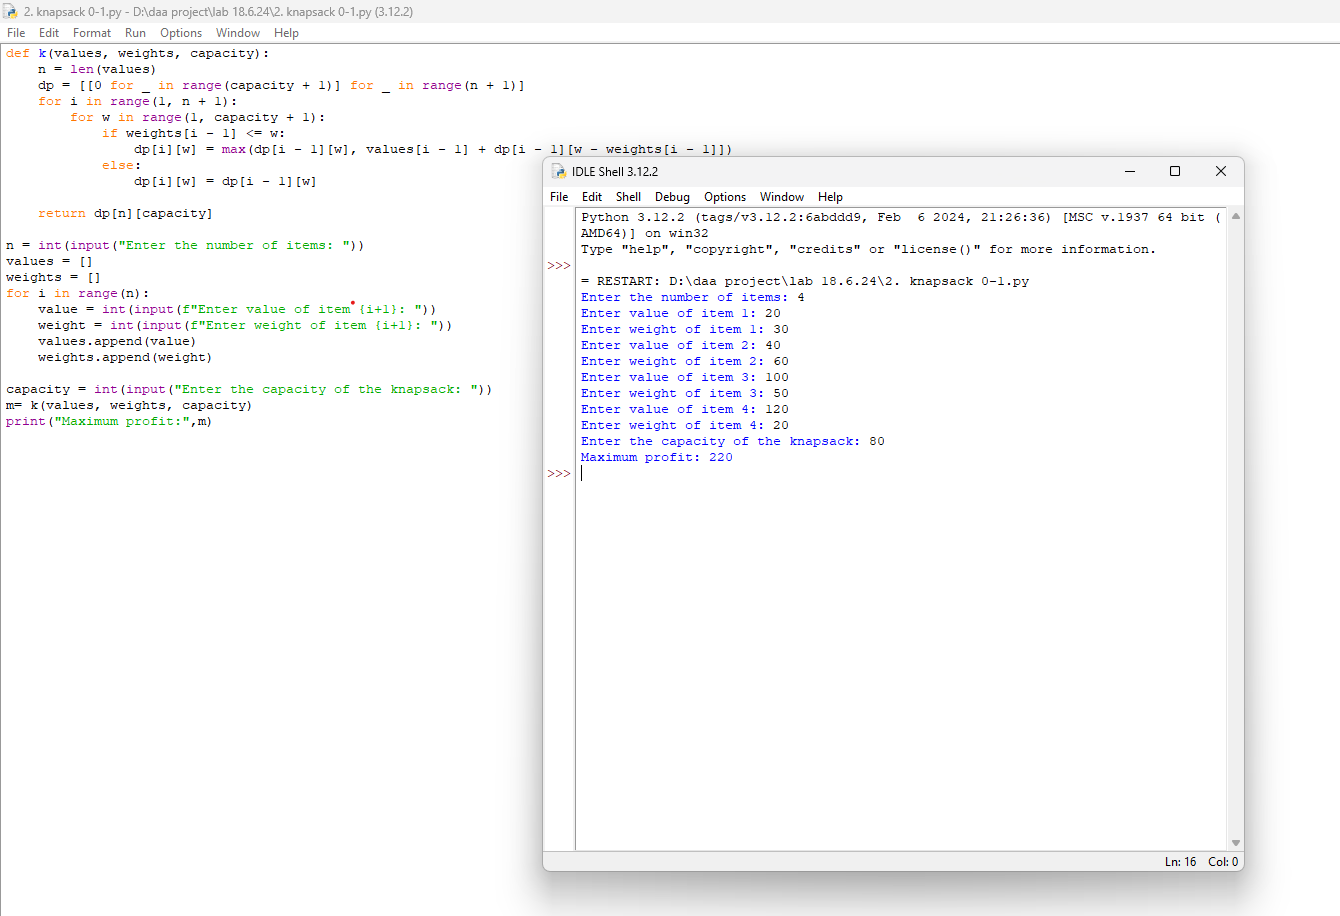 2. knapsack 0-1.py - D:\daa project\lab 18.6.24\2. knapsack 0-1.py (3.12.2)
File Edit Format Run Options Window Help
def k(values, weights, capacity):
    n = len(values)
    dp = [[0 for _ in range(capacity + 1)] for _ in range(n + 1)]
    for i in range(1, n + 1):
        for w in range(1, capacity + 1):
            if weights[i - 1] <= w:
                dp[i][w] = max(dp[i - 1][w], values[i - 1] + dp[i - 1][w - weights[i - 1]])
            else:
                dp[i][w] = dp[i - 1][w]
    return dp[n][capacity]
n = int(input("Enter the number of items: "))
values = []
weights = []
for i in range(n):
    value = int(input(f"Enter value of item {i+1}: "))
    weight = int(input(f"Enter weight of item {i+1}: "))
    values.append(value)
    weights.append(weight)
capacity = int(input("Enter the capacity of the knapsack: "))
m= k(values, weights, capacity)
print("Maximum profit:",m)
IDLE Shell 3.12.2
File Edit Shell Debug Options Window Help
Python 3.12.2 (tags/v3.12.2:6abddd9, Feb  6 2024, 21:26:36) [MSC v.1937 64 bit (
AMD64)] on win32
Type "help", "copyright", "credits" or "license()" for more information.
>>>
= RESTART: D:\daa project\lab 18.6.24\2. knapsack 0-1.py
Enter the number of items: 4
Enter value of item 1: 20
Enter weight of item 1: 30
Enter value of item 2: 40
Enter weight of item 2: 60
Enter value of item 3: 100
Enter weight of item 3: 50
Enter value of item 4: 120
Enter weight of item 4: 20
Enter the capacity of the knapsack: 80
Maximum profit: 220
>>>
Ln: 16 Col: 0